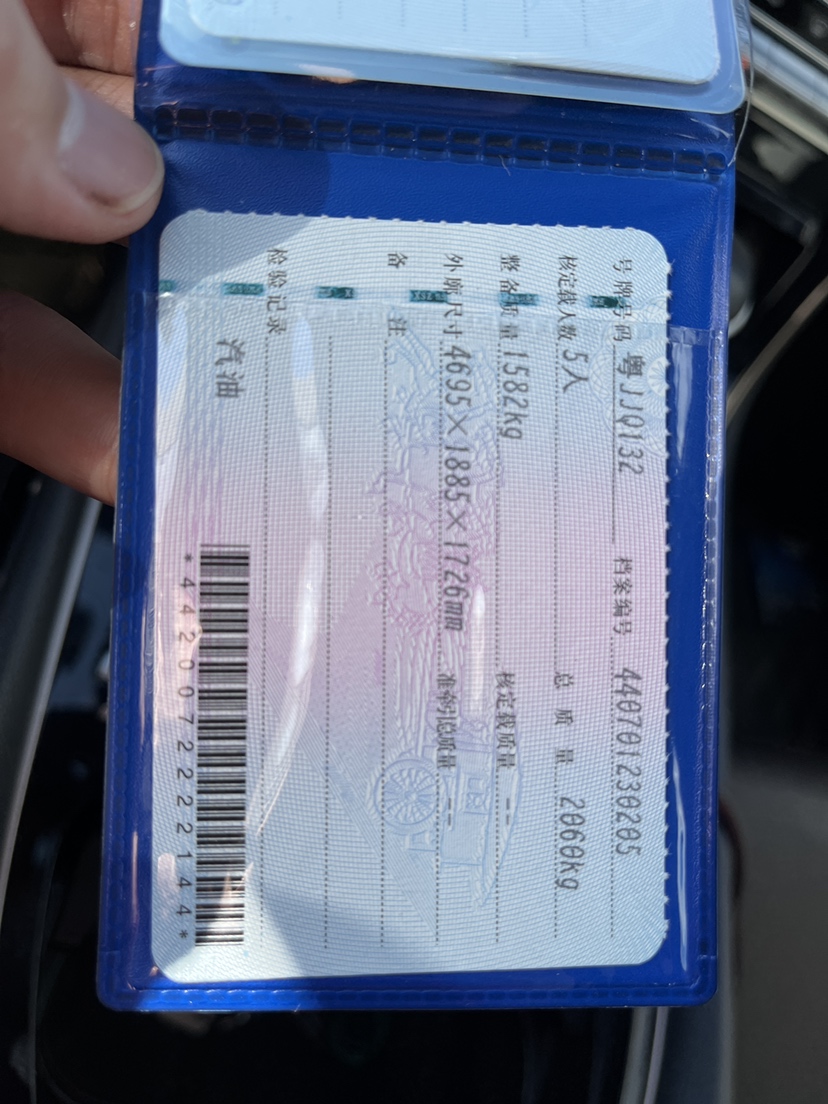 号牌号码 粤JJQ132 档案编号 440701230205
核定载人数 5人 总质量 2060kg
整备质量 1582kg 核定载质量 --
外廓尺寸 4695×1885×1726mm 准牵引总质量 --
备注
检验记录
汽油
*4420072222144*